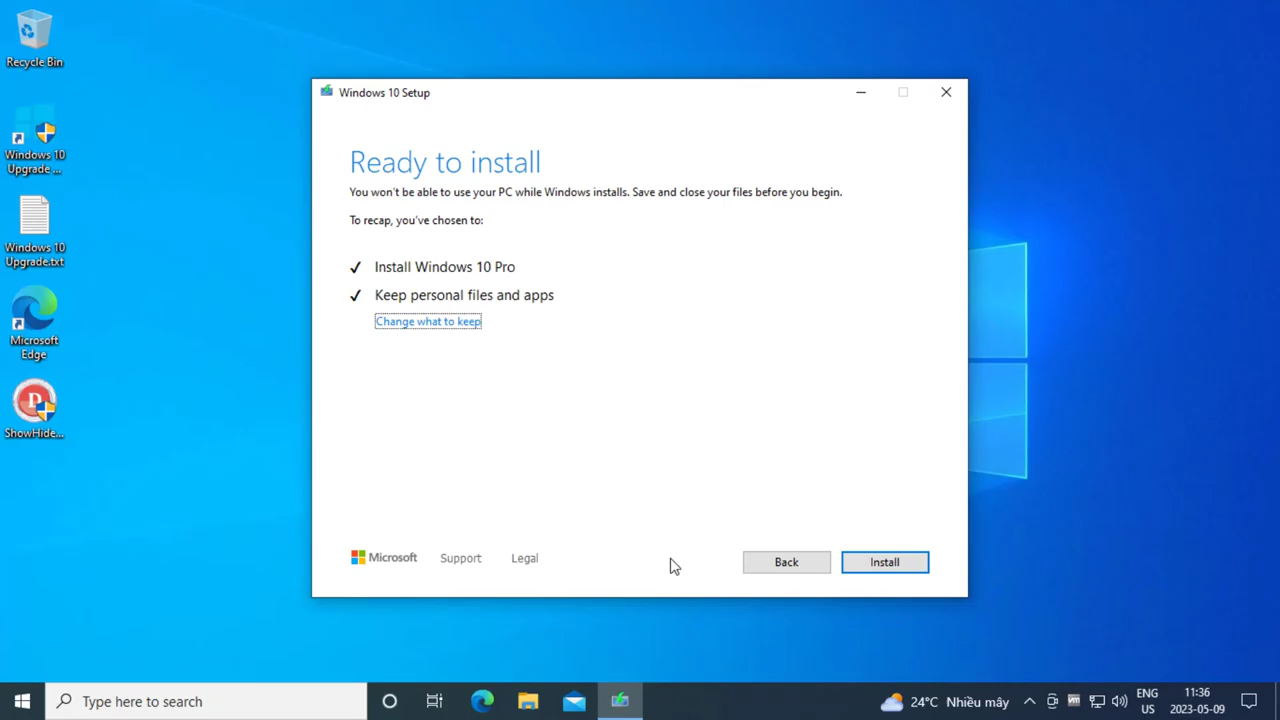 Recycle Bin
Windows 10
Upgrade ...
Windows 10
Upgrade.txt
Microsoft
Edge
D
ShowHide...
Windows 10 Setup
Ready to install
You won't be able to use your PC while Windows installs. Save and close your files before you begin.
To recap, you've chosen to:
✓ Install Windows 10 Pro
✓ Keep personal files and apps
Change what to keep
Microsoft Support Legal
Back Install
Type here to search
24°C Nhiều mây
vm
ENG
US
11:36
2023-05-09